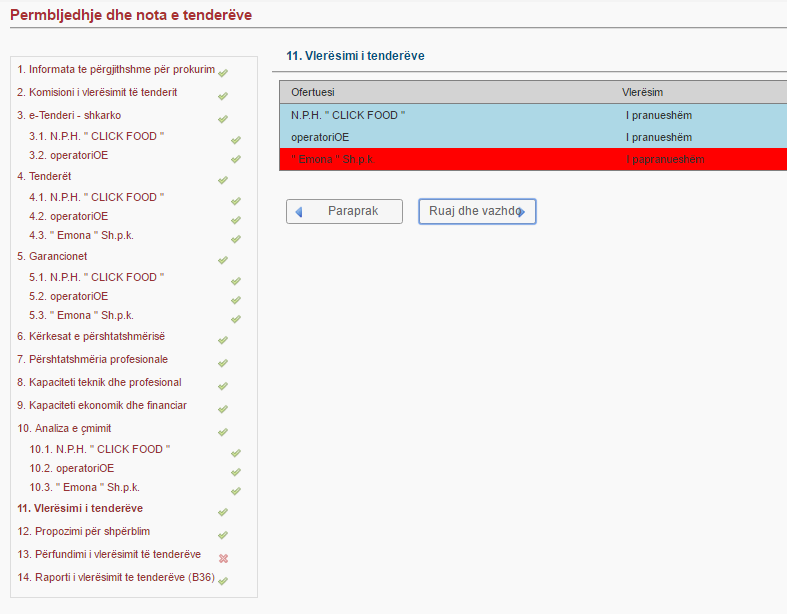 Permbljedhje dhe nota e tenderëve
1. Informata te përgjithshme për prokurim
2. Komisioni i vlerësimit të tenderit
3. e-Tenderi - shkarko
3.1. N.P.H. " CLICK FOOD "
3.2. operatoriOE
4. Tenderët
4.1. N.P.H. " CLICK FOOD "
4.2. operatoriOE
4.3. " Emona " Sh.p.k.
5. Garancionet
5.1. N.P.H. " CLICK FOOD "
5.2. operatoriOE
5.3. " Emona " Sh.p.k.
6. Kërkesat e përshtatshmërisë
7. Përshtatshmëria profesionale
8. Kapaciteti teknik dhe profesional
9. Kapaciteti ekonomik dhe financiar
10. Analiza e çmimit
10.1. N.P.H. " CLICK FOOD "
10.2. operatoriOE
10.3. " Emona " Sh.p.k.
11. Vlerësimi i tenderëve
12. Propozimi për shpërblim
13. Përfundimi i vlerësimit të tenderëve
14. Raporti i vlerësimit te tenderëve (B36)
11. Vlerësimi i tenderëve
Ofertuesi Vlerësim
N.P.H. " CLICK FOOD " I pranueshëm
operatoriOE I pranueshëm
" Emona " Sh.p.k. I papranueshëm
Paraprak Ruaj dhe vazhdo